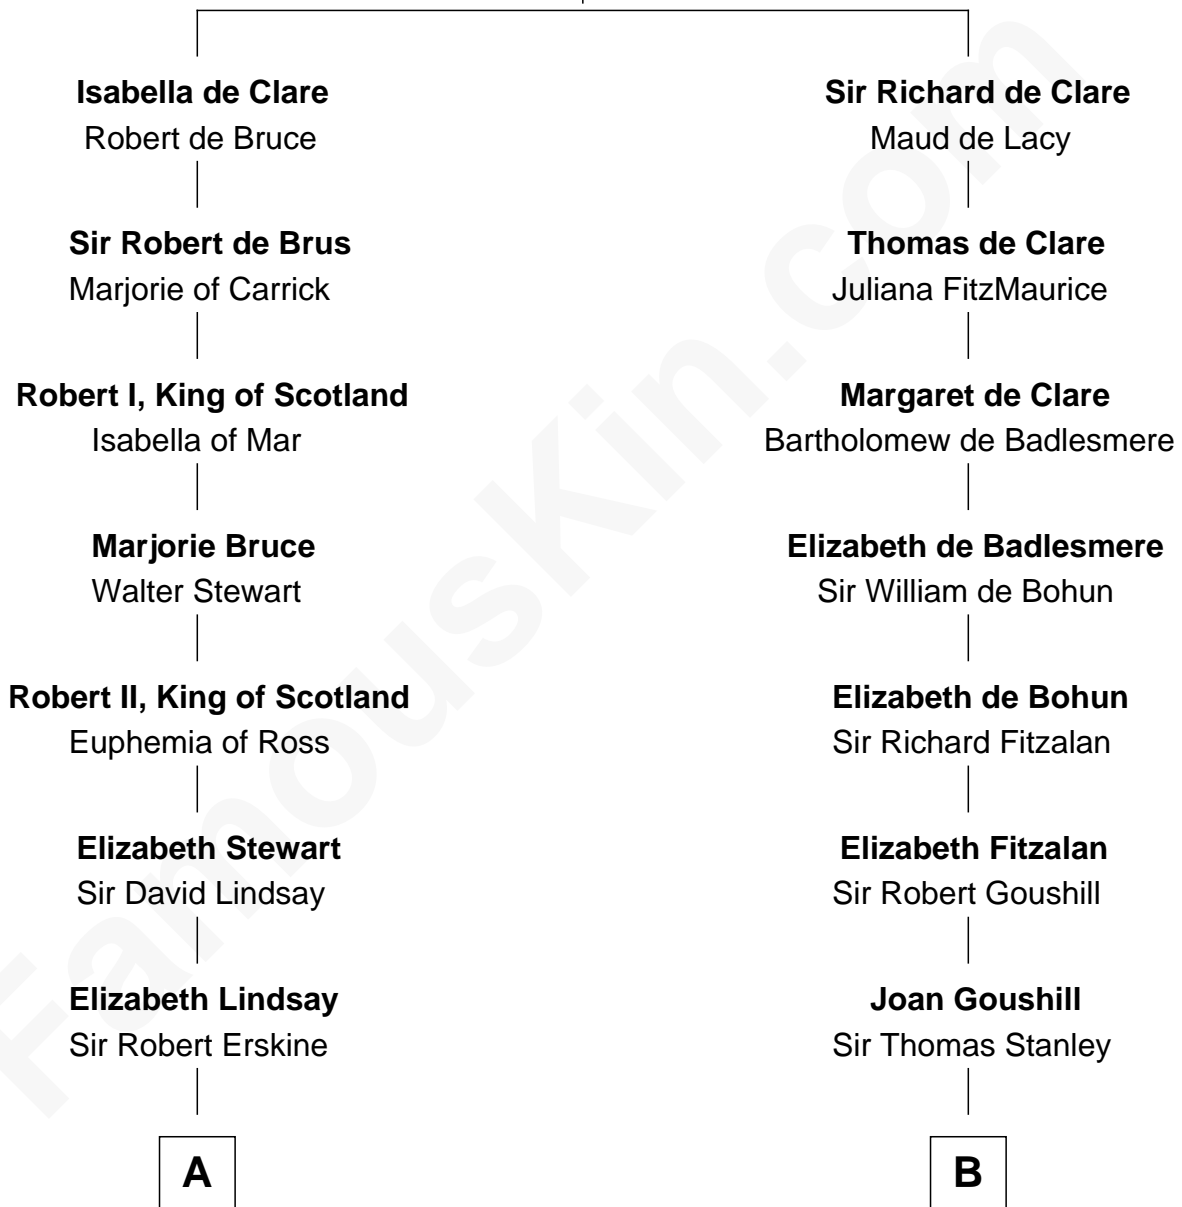 Isabella de Clare
Robert de Bruce
Sir Robert de Brus
Marjorie of Carrick
Robert I, King of Scotland
Isabella of Mar
Marjorie Bruce
Walter Stewart
Robert II, King of Scotland
Euphemia of Ross
Elizabeth Stewart
Sir David Lindsay
Elizabeth Lindsay
Sir Robert Erskine
A
Sir Richard de Clare
Maud de Lacy
Thomas de Clare
Juliana FitzMaurice
Margaret de Clare
Bartholomew de Badlesmere
Elizabeth de Badlesmere
Sir William de Bohun
Elizabeth de Bohun
Sir Richard Fitzalan
Elizabeth Fitzalan
Sir Robert Goushill
Joan Goushill
Sir Thomas Stanley
B
FamousKin.com